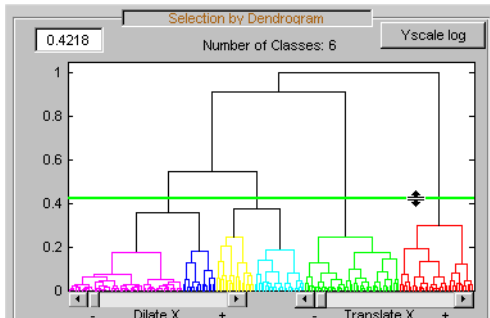 Selection by Dendrogram
0.4218
Number of Classes: 6
Yscale log
1
0.8
0.6
0.4
0.2
0
- Dilate X +
- Translate X +